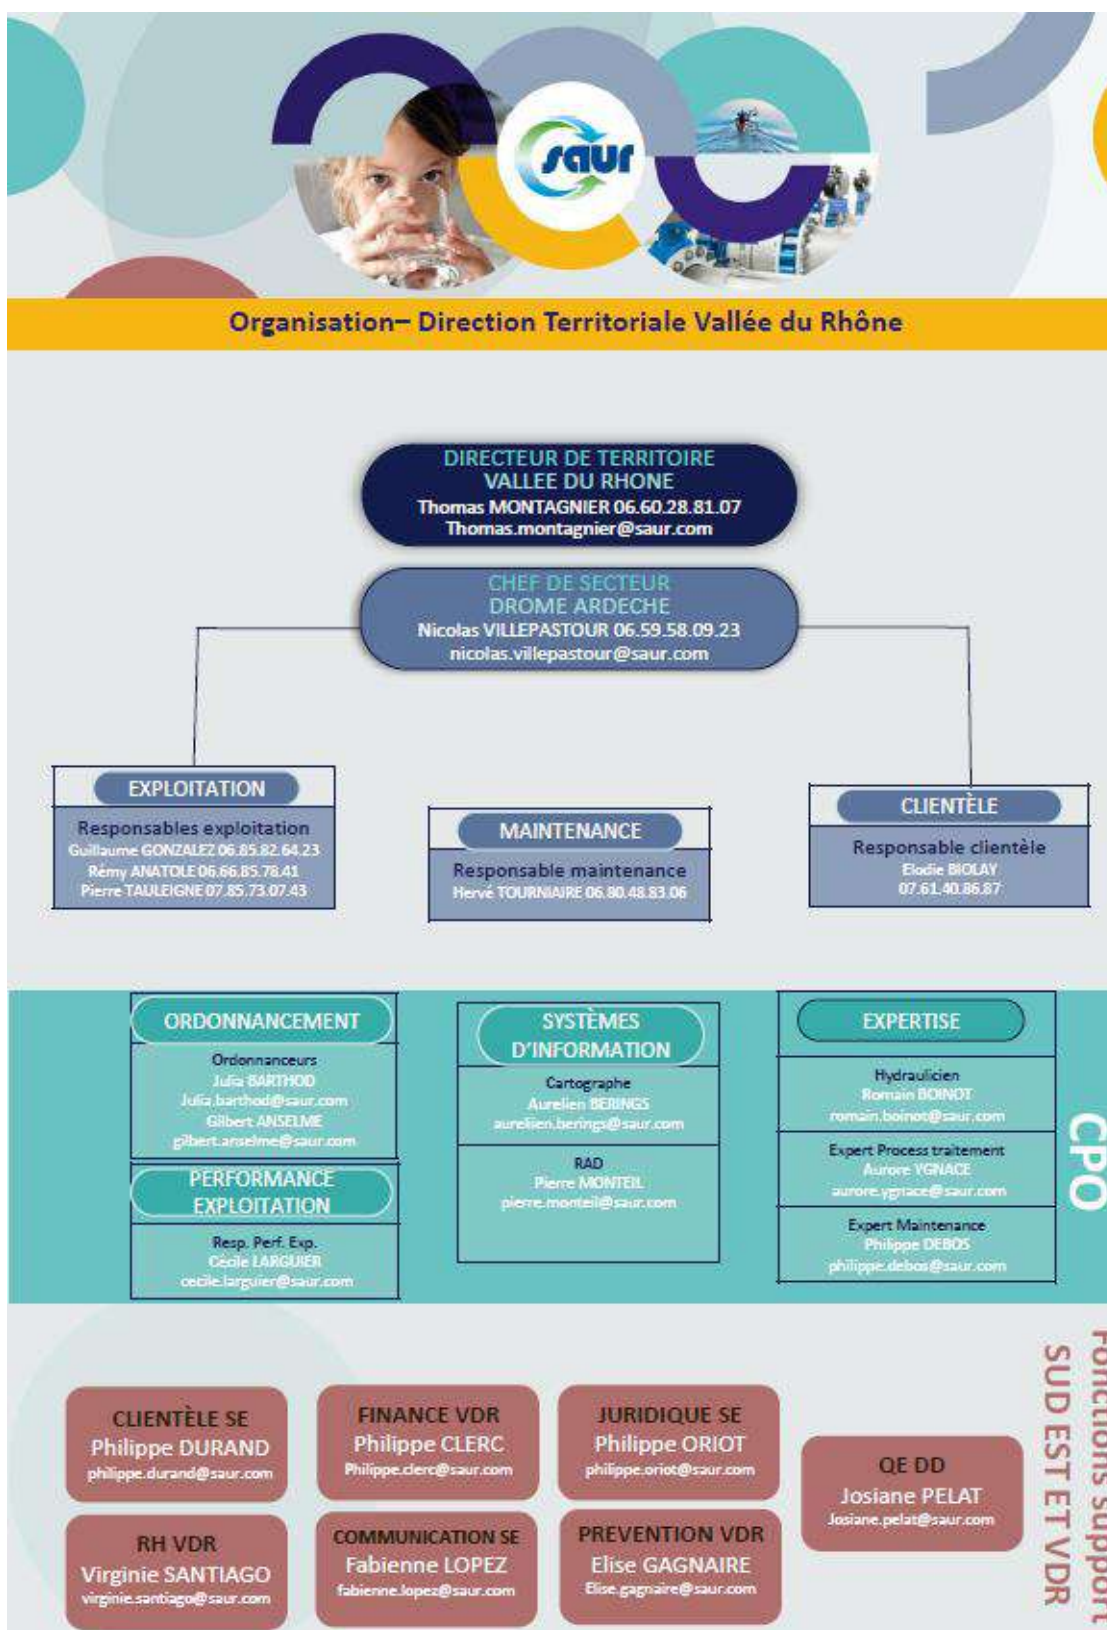 saur
Organisation– Direction Territoriale Vallée du Rhône
DIRECTEUR DE TERRITOIRE
VALLEE DU RHONE
Thomas MONTAGNIER 06.60.28.81.07
Thomas.montagnier@saur.com
CHEF DE SECTEUR
DROME ARDECHE
Nicolas VILLEPASTOUR 06.59.58.09.23
nicolas.villepastour@saur.com
EXPLOITATION
Responsables exploitation
Guillaume GONZALEZ 06.85.82.64.23
Rémy ANATOLE 06.66.85.78.41
Pierre TAULEIGNE 07.85.73.07.43
MAINTENANCE
Responsable maintenance
Hervé TOURNIAIRE 06.80.48.83.06
CLIENTÈLE
Responsable clientèle
Elodie BIOLAY
07.61.40.86.87
ORDONNANCEMENT
Ordonnanceurs
Julia BARTHOD
Julia.barthod@saur.com
Gilbert ANSELME
gilbert.anselme@saur.com
PERFORMANCE
EXPLOITATION
Resp. Perf. Exp.
Cécile LARGUIER
cecile.larguier@saur.com
SYSTÈMES
D'INFORMATION
Cartographe
Aurelien BERINGS
aureliien.berings@saur.com
RAD
Pierre MONTEIL
pierre.monteil@saur.com
EXPERTISE
Hydraulicien
Romain BOINOT
romain.boinot@saur.com
Expert Process traitement
Aurore YGNACE
aurore.ygnace@saur.com
Expert Maintenance
Philippe DEBOS
philippe.debos@saur.com
CPO
CLIENTÈLE SE
Philippe DURAND
philippe.durand@saur.com
FINANCE VDR
Philippe CLERC
Philippe.clerc@saur.com
JURIDIQUE SE
Philippe ORIOT
philippe.oriot@saur.com
QE DD
Josiane PELAT
Josiane.pelat@saur.com
RH VDR
Virginie SANTIAGO
virginie.santiago@saur.com
COMMUNICATION SE
Fabienne LOPEZ
fabienne.lopez@saur.com
PREVENTION VDR
Elise GAGNAIRE
Elise.gagnaire@saur.com
Fonctions support
SUD EST ET VDR